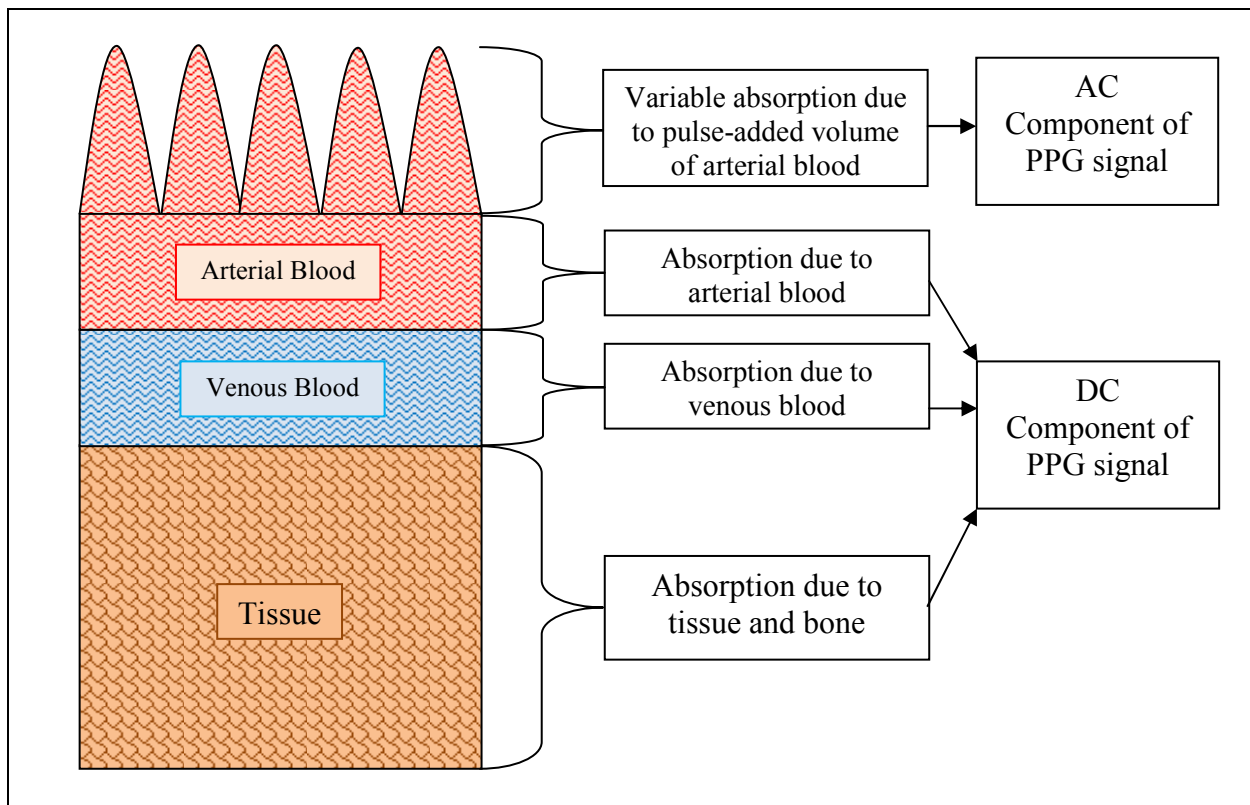 Variable absorption due
to pulse-added volume
of arterial blood
AC
Component of
PPG signal
Arterial Blood
Absorption due to
arterial blood
Venous Blood
Absorption due to
venous blood
DC
Component of
PPG signal
Tissue
Absorption due to
tissue and bone